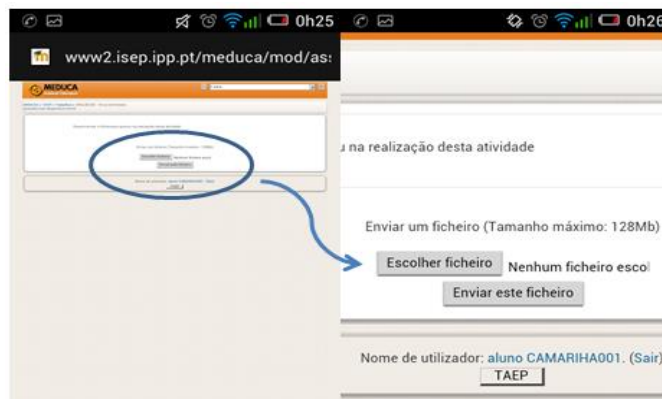 0h25
www2.isep.ipp.pt/meduca/mod/as
MEDUCA
0h26
na realização desta atividade
Enviar um ficheiro (Tamanho máximo: 128Mb)
Escolher ficheiro Nenhum ficheiro escol
Enviar este ficheiro
Nome de utilizador: aluno CAMARIHA001. (Sair)
TAEP